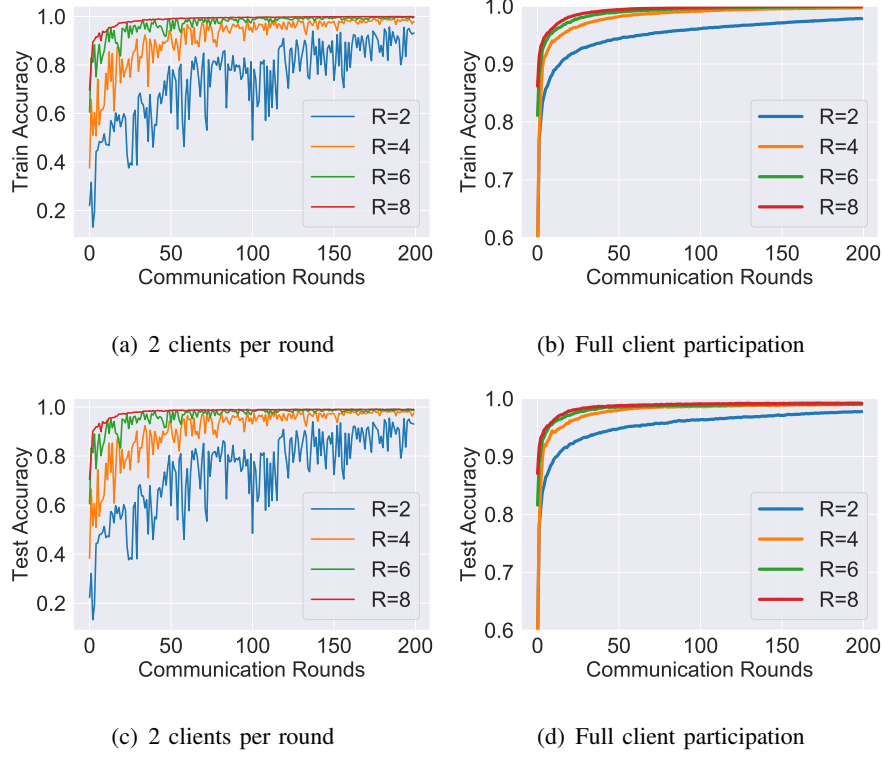 1.0
0.8
0.6
0.4
0.2
Train Accuracy
R=2
R=4
R=6
R=8
0 50 100 150 200
Communication Rounds
(a) 2 clients per round
1.0
0.9
0.8
0.7
0.6
Train Accuracy
R=2
R=4
R=6
R=8
0 50 100 150 200
Communication Rounds
(b) Full client participation
1.0
0.8
0.6
0.4
0.2
Test Accuracy
R=2
R=4
R=6
R=8
0 50 100 150 200
Communication Rounds
(c) 2 clients per round
1.0
0.9
0.8
0.7
0.6
Test Accuracy
R=2
R=4
R=6
R=8
0 50 100 150 200
Communication Rounds
(d) Full client participation